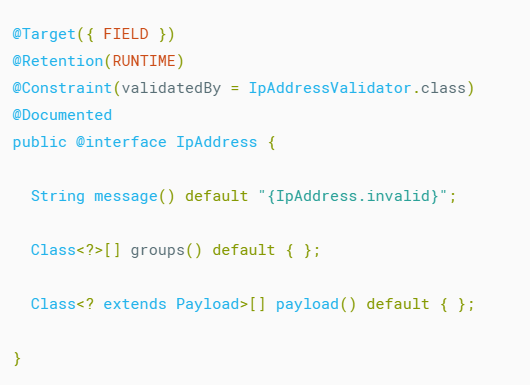 @Target({ FIELD })
@Retention(RUNTIME)
@Constraint(validatedBy = IpAddressValidator.class)
@Documented
public @interface IpAddress {
String message() default "{IpAddress.invalid}";
Class<?>[] groups() default { };
Class<? extends Payload>[] payload() default { };
}